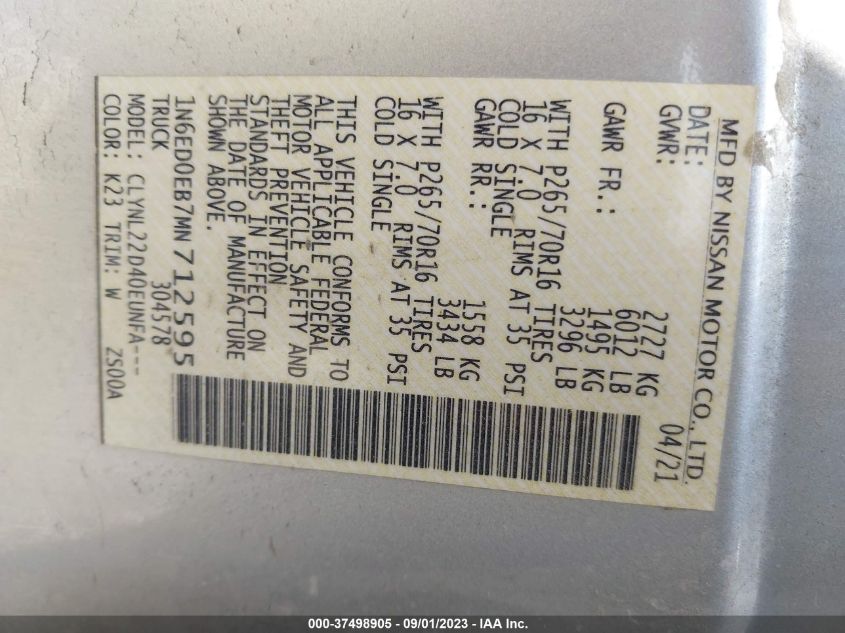 MFD BY NISSAN MOTOR CO., LTD.
DATE: 04/21
GVWR: 2727 KG
6012 LB
GAWR FR.: 1495 KG
3296 LB
WITH P265/70R16 TIRES
16 X 7.0 RIMS AT 35 PSI
COLD SINGLE
GAWR RR.: 1558 KG
3434 LB
WITH P265/70R16 TIRES
16 X 7.0 RIMS AT 35 PSI
COLD SINGLE
THIS VEHICLE CONFORMS TO
ALL APPLICABLE FEDERAL
MOTOR VEHICLE SAFETY AND
THEFT PREVENTION
STANDARDS IN EFFECT ON
THE DATE OF MANUFACTURE
SHOWN ABOVE.
1N6ED0EB7MN712595
TRUCK 304578
MODEL: CLYNL22D40EUNFA---
COLOR: K23 TRIM: W ZS00A
000-37498905 - 09/01/2023 - IAA Inc.